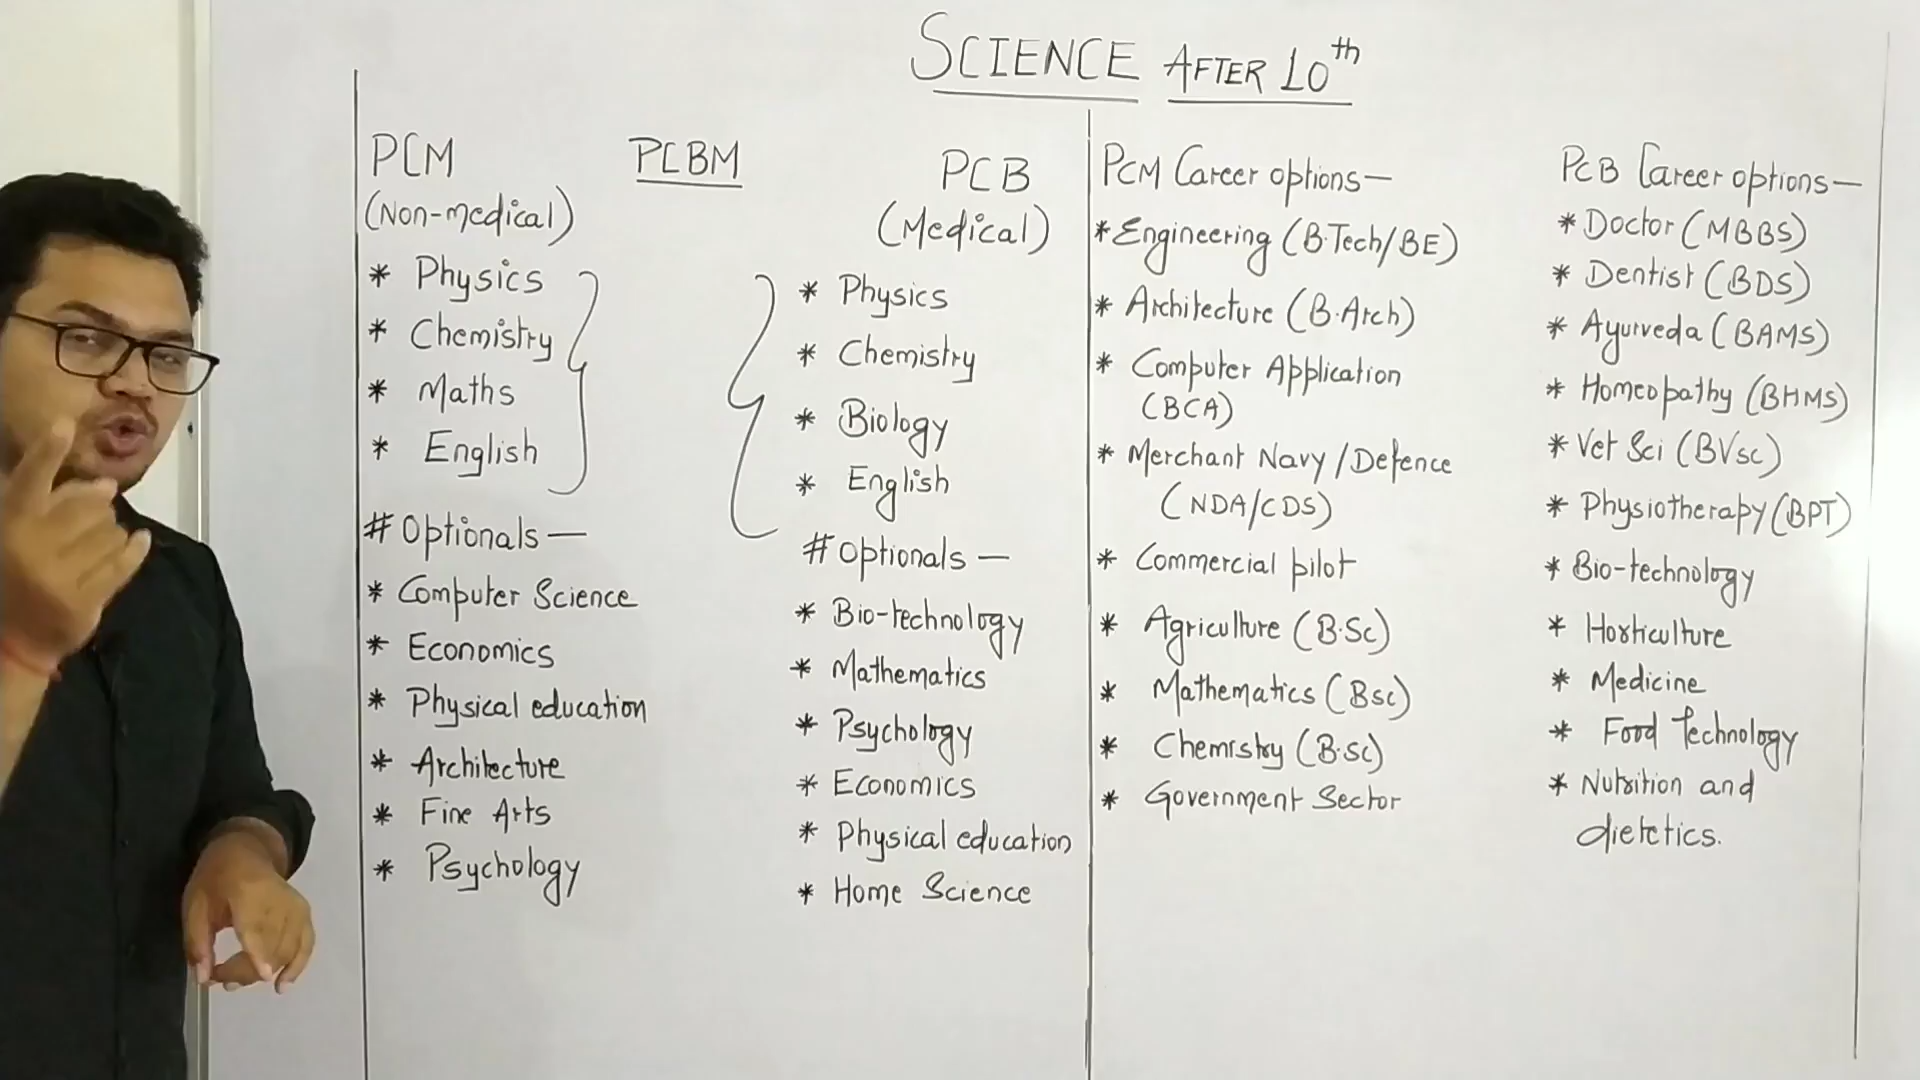 SCIENCE AFTER 10th
PCM
(Non-medical)
* Physics
* Chemistry
* Maths
* English
# Optionals —
* Computer Science
* Economics
* Physical education
* Architecture
* Fine Arts
* Psychology
PCBM
PCB
(Medical)
* Physics
* Chemistry
* Biology
* English
# Optionals —
* Bio-technology
* Mathematics
* Psychology
* Economics
* Physical education
* Home Science
PCM Career options—
* Engineering (B.Tech/BE)
* Architecture (B.Arch)
* Computer Application
(BCA)
* Merchant Navy/Defence
(NDA/CDS)
* Commercial pilot
* Agriculture (B.Sc)
* Mathematics (Bsc)
* Chemistry (B.sc)
* Government Sector
PCB Career options—
* Doctor (MBBS)
* Dentist (BDS)
* Ayurveda (BAMS)
* Homeopathy (BHMS)
* Vet Sci (BVsc)
* Physiotherapy (BPT)
* Bio-technology
* Horticulture
* Medicine
* Food Technology
* Nutrition and
dietetics.